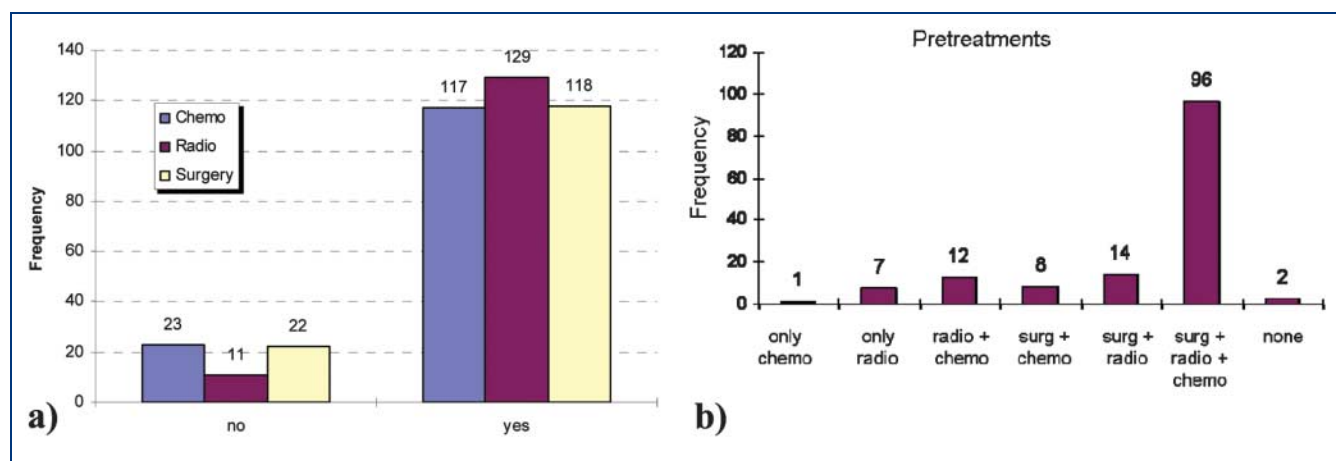 140
120
100
80
60
40
20
0
Frequency
Chemo
Radio
Surgery
23
11
22
117
129
118
no
yes
a)
Pretreatments
120
100
80
60
40
20
0
Frequency
1
7
12
8
14
96
2
only
chemo
only
radio
radio +
chemo
surg +
chemo
surg +
radio
surg +
radio +
chemo
none
b)